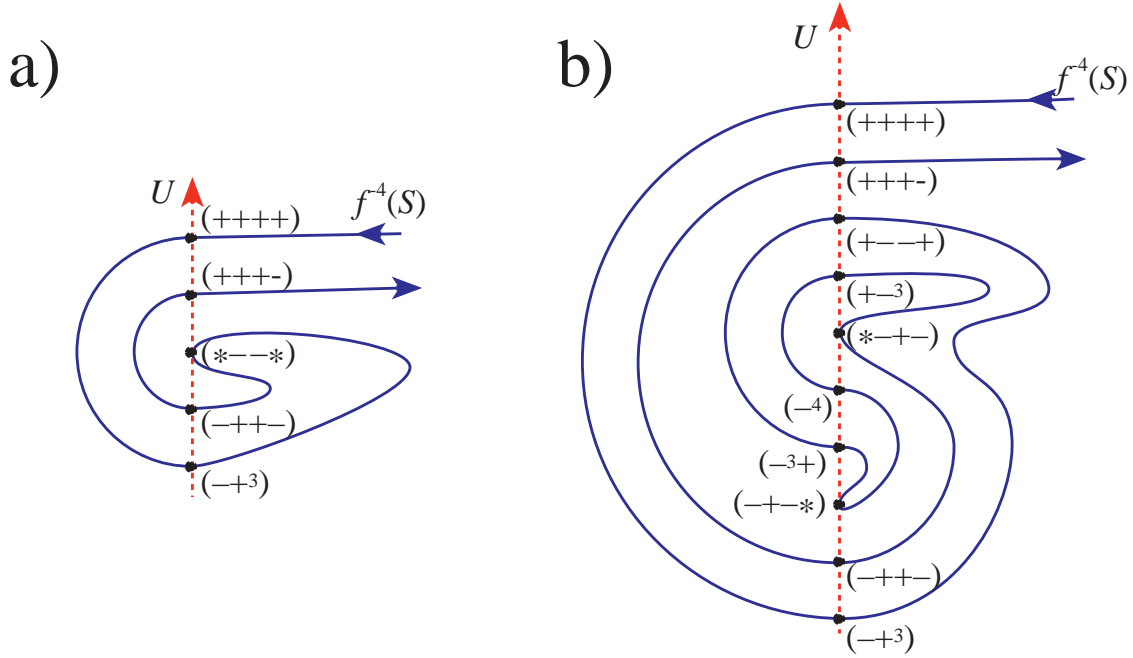 a)
U
f⁻⁴(S)
(++++)
(+++-)
(*––*)
(–++–)
(–+³)
b)
U
f⁻⁴(S)
(++++)
(+++-)
(+––+)
(+–³)
(*–+–)
(–⁴)
(–³+)
(–+–*)
(–++–)
(–+³)